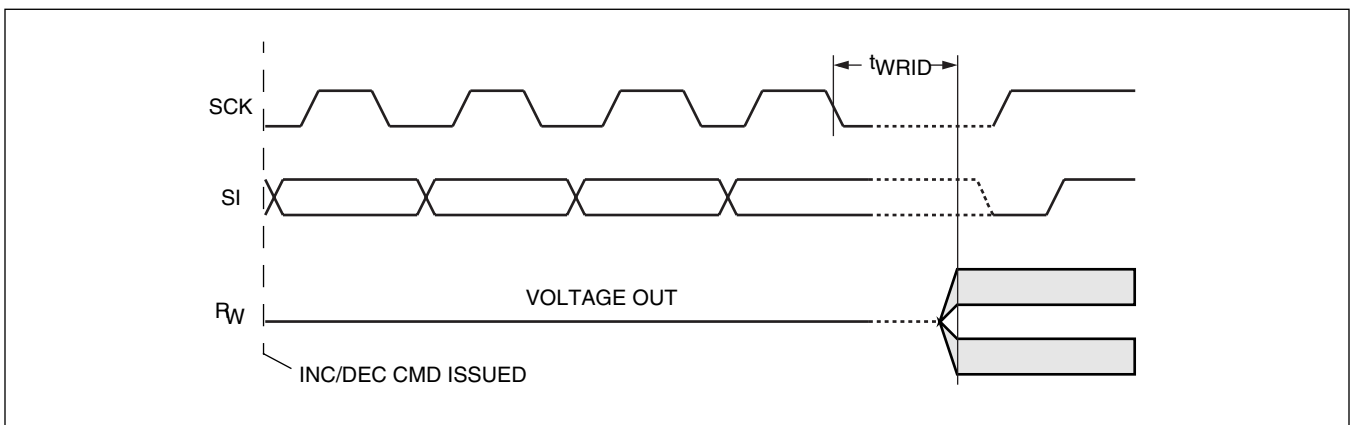 tWRID
SCK
SI
VOLTAGE OUT
RW
INC/DEC CMD ISSUED